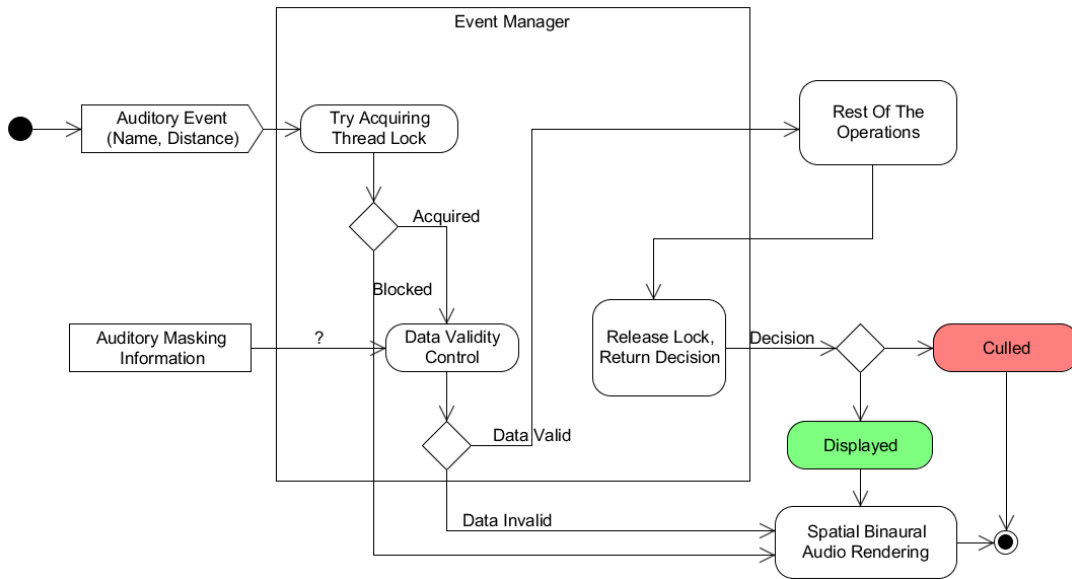 Event Manager
Auditory Event
(Name, Distance)
Try Acquiring
Thread Lock
Rest Of The
Operations
Acquired
Blocked
Auditory Masking
Information
?
Data Validity
Control
Release Lock,
Return Decision
Decision
Culled
Data Valid
Displayed
Data Invalid
Spatial Binaural
Audio Rendering